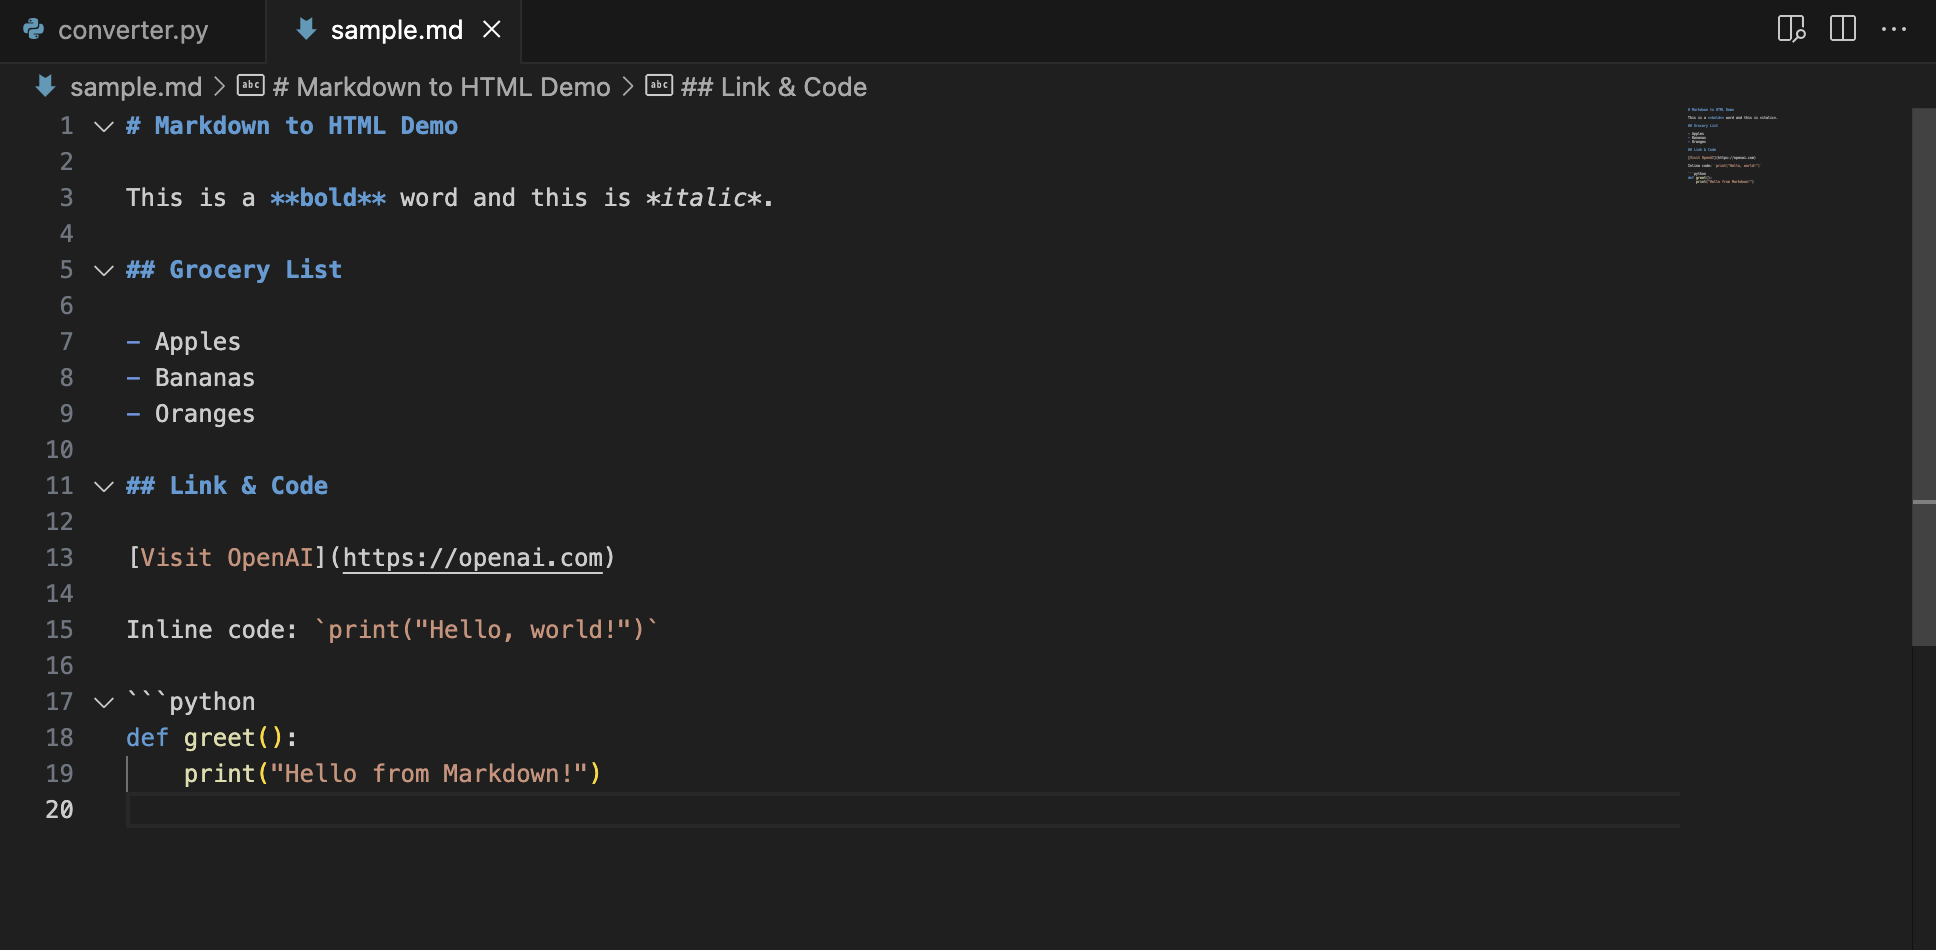 converter.py
sample.md
sample.md > # Markdown to HTML Demo > ## Link & Code
1 # Markdown to HTML Demo
2
3 This is a **bold** word and this is *italic*.
4
5 ## Grocery List
6
7 - Apples
8 - Bananas
9 - Oranges
10
11 ## Link & Code
12
13 [Visit OpenAI](https://openai.com)
14
15 Inline code: `print("Hello, world!")`
16
17 ```python
18 def greet():
19     print("Hello from Markdown!")
20